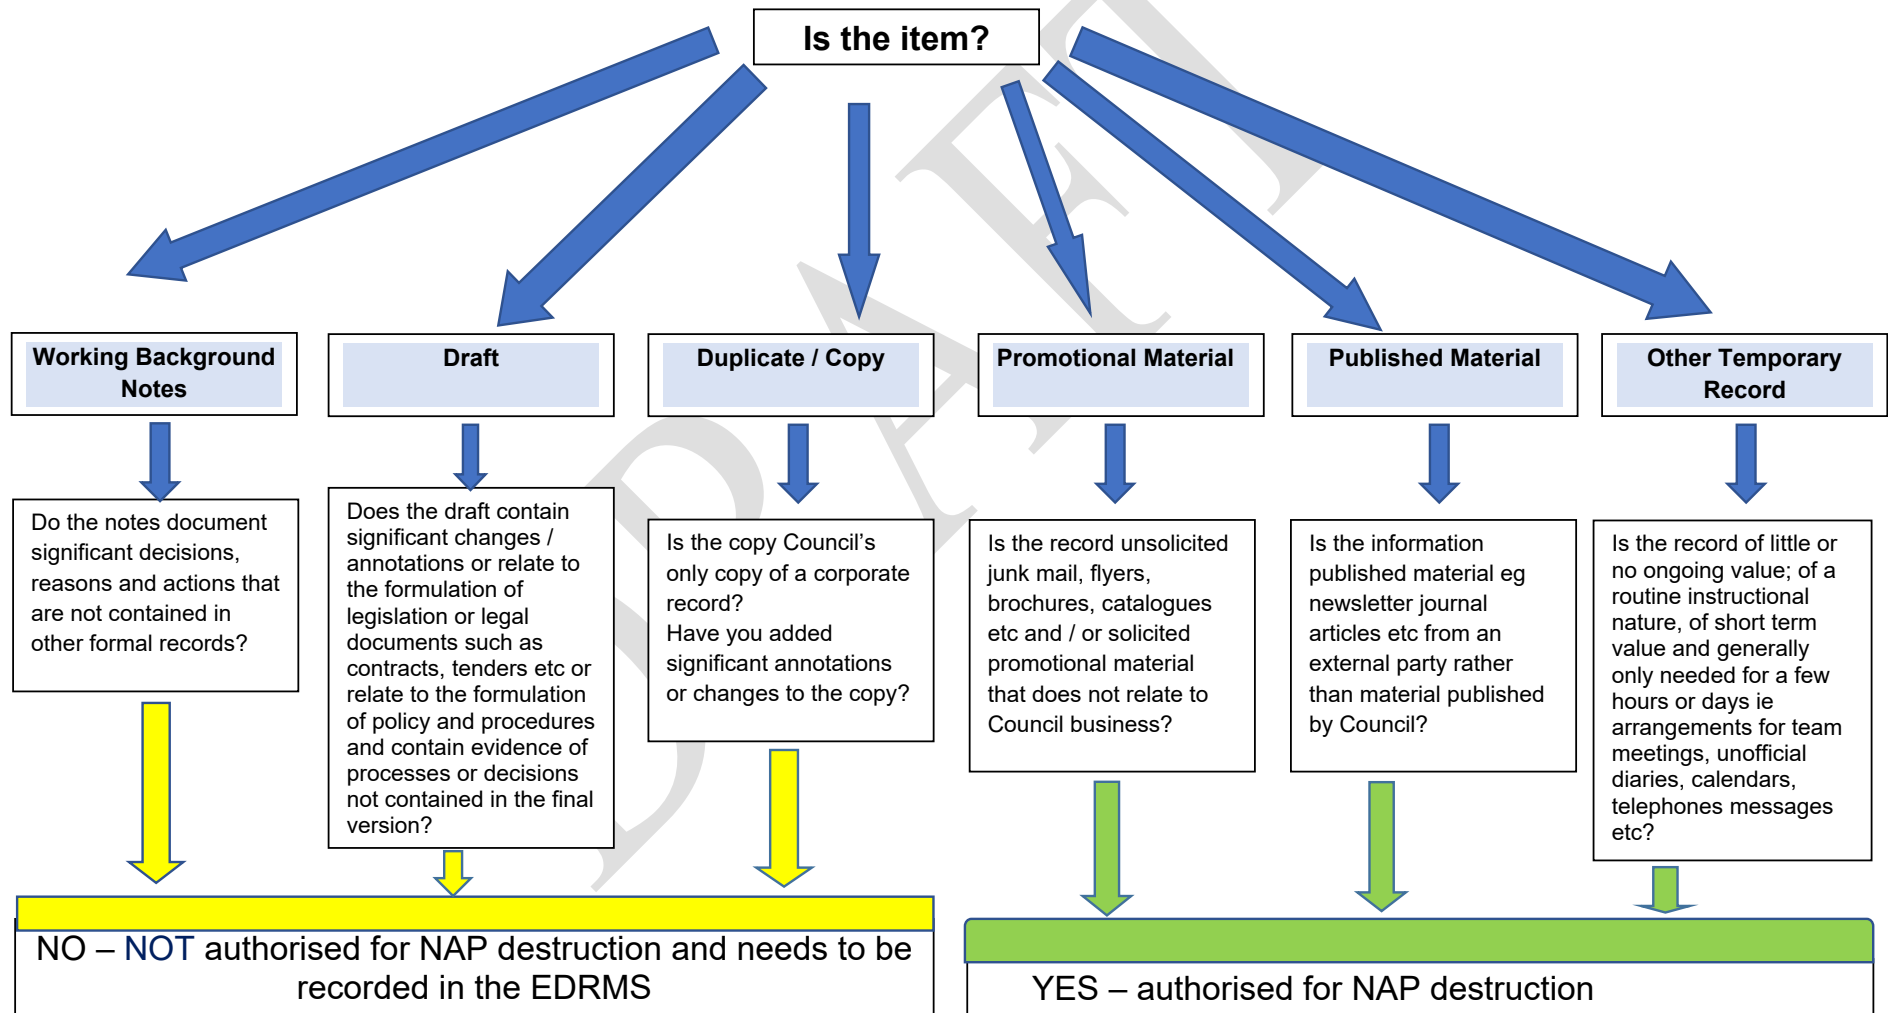 Is the item?
Working Background
Notes
Draft
Duplicate / Copy
Promotional Material
Published Material
Other Temporary
Record
Do the notes document
significant decisions,
reasons and actions that
are not contained in
other formal records?
Does the draft contain
significant changes /
annotations or relate to
the formulation of
legislation or legal
documents such as
contracts, tenders etc or
relate to the formulation
of policy and procedures
and contain evidence of
processes or decisions
not contained in the final
version?
Is the copy Council’s
only copy of a corporate
record?
Have you added
significant annotations
or changes to the copy?
Is the record unsolicited
junk mail, flyers,
brochures, catalogues
etc and / or solicited
promotional material
that does not relate to
Council business?
Is the information
published material eg
newsletter journal
articles etc from an
external party rather
than material published
by Council?
Is the record of little or
no ongoing value; of a
routine instructional
nature, of short term
value and generally
only needed for a few
hours or days ie
arrangements for team
meetings, unofficial
diaries, calendars,
telephones messages
etc?
NO – NOT authorised for NAP destruction and needs to be
recorded in the EDRMS
YES – authorised for NAP destruction
DRAFT